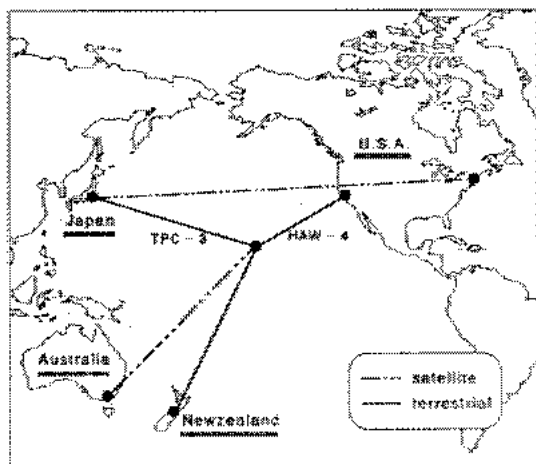 U.S.A.
Japan
TPC - 3
HAW - 4
Australia
Newzealand
satellite
terrestrial